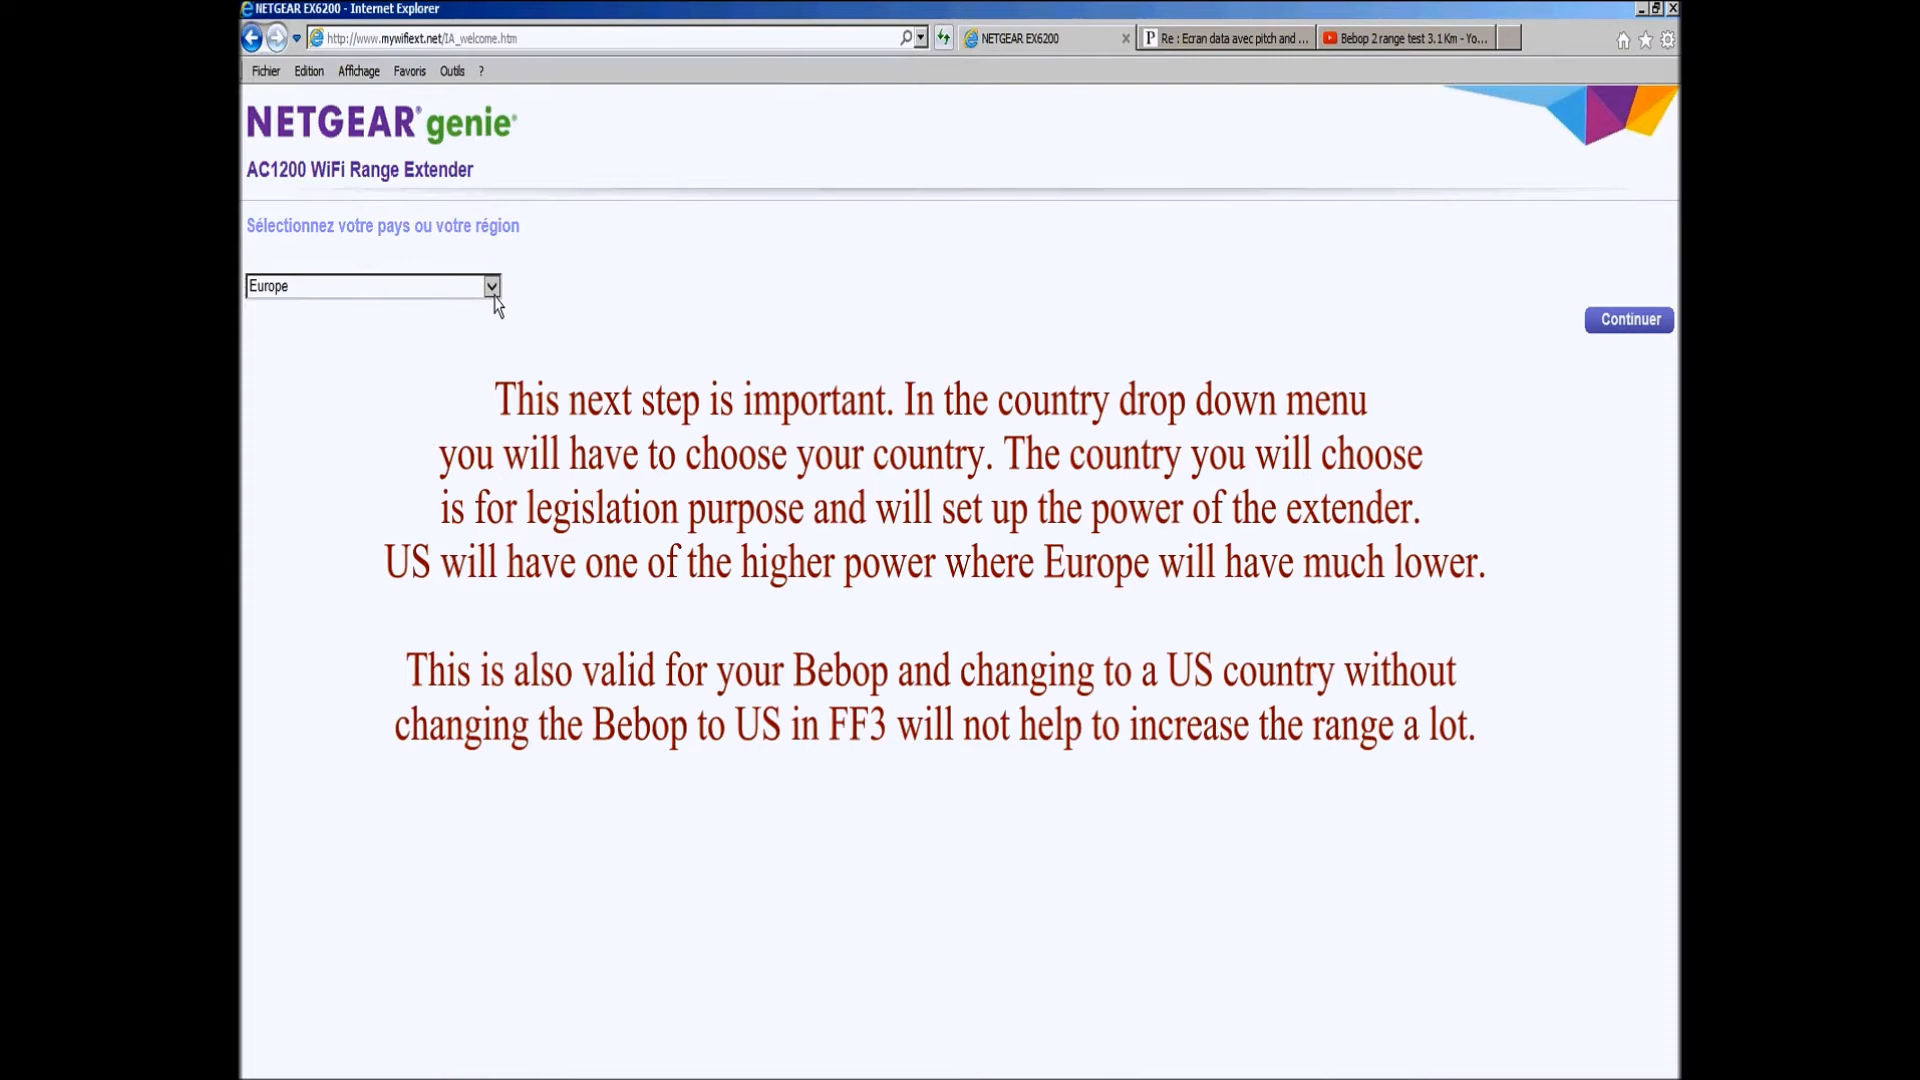 NETGEAR EX6200 - Internet Explorer
http://www.mywifiext.net/IA_welcome.htm
NETGEAR EX6200
Re : Ecran data avec pitch and ...
Bebop 2 range test 3.1 Km - Yo...
Fichier Edition Affichage Favoris Outils ?
NETGEAR® genie®
AC1200 WiFi Range Extender
Sélectionnez votre pays ou votre région
Europe
Continuer
This next step is important. In the country drop down menu
you will have to choose your country. The country you will choose
is for legislation purpose and will set up the power of the extender.
US will have one of the higher power where Europe will have much lower.
This is also valid for your Bebop and changing to a US country without
changing the Bebop to US in FF3 will not help to increase the range a lot.